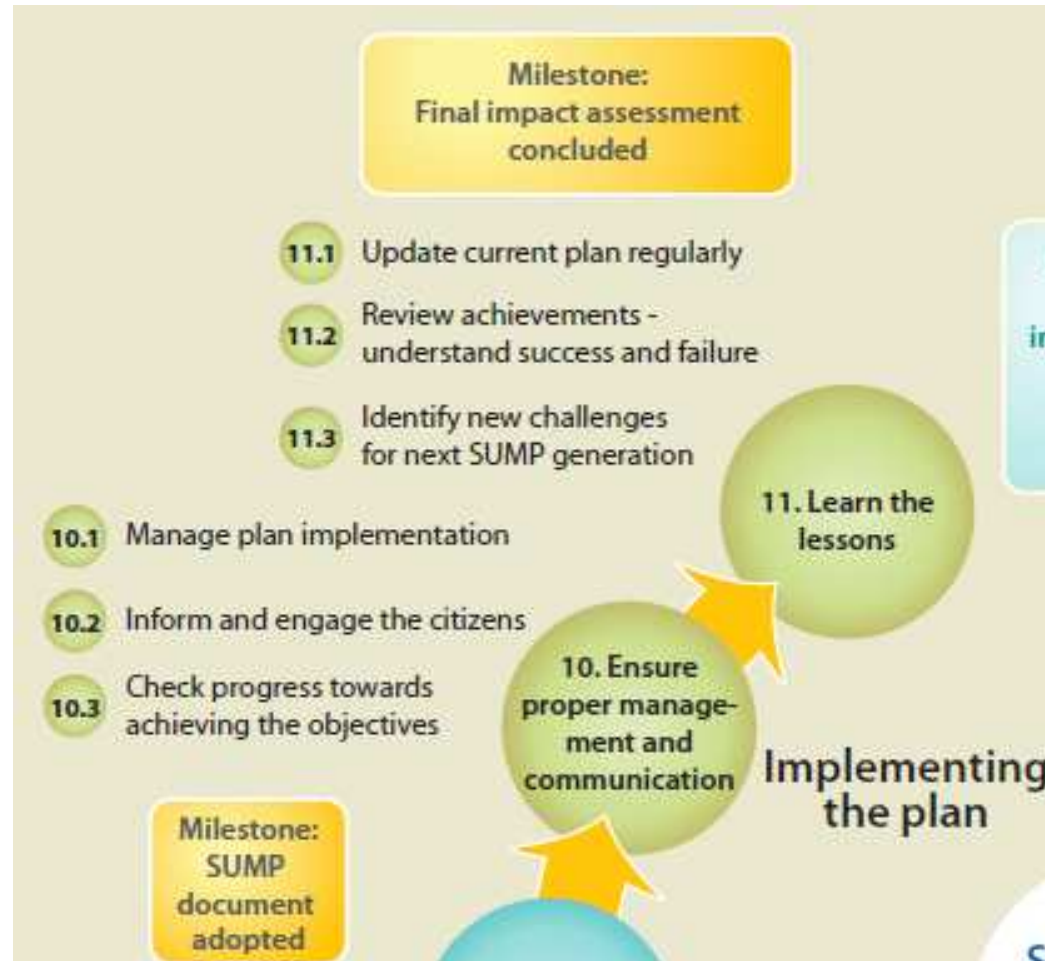 Milestone:
Final impact assessment
concluded
11.1 Update current plan regularly
11.2 Review achievements -
understand success and failure
11.3 Identify new challenges
for next SUMP generation
11. Learn the
lessons
10.1 Manage plan implementation
10.2 Inform and engage the citizens
10.3 Check progress towards
achieving the objectives
10. Ensure
proper manage-
ment and
communication
Implementing
the plan
Milestone:
SUMP
document
adopted